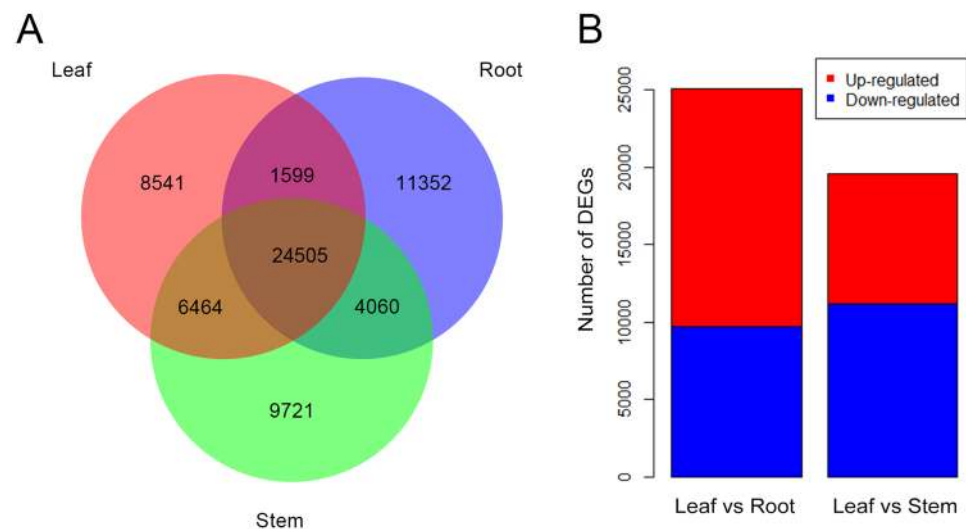 A
Leaf
Root
8541
1599
11352
24505
6464
4060
9721
Stem
B
Up-regulated
Down-regulated
Number of DEGs
25000
20000
15000
10000
5000
0
Leaf vs Root
Leaf vs Stem